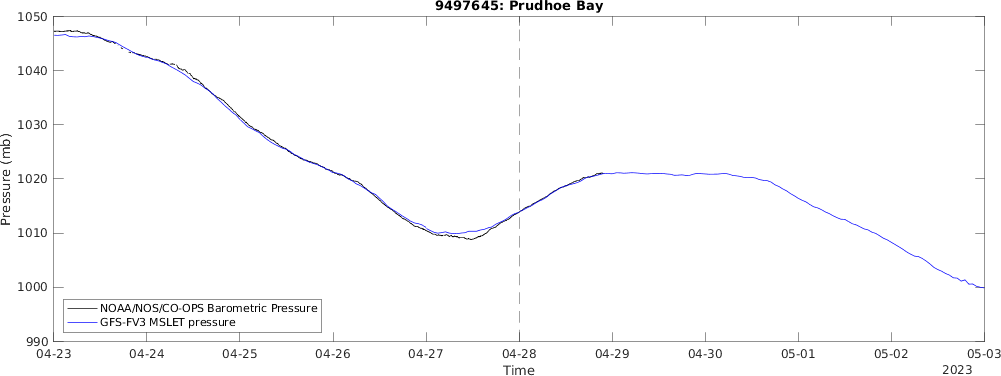 9497645: Prudhoe Bay
1050
1040
1030
1020
1010
1000
990
Pressure (mb)
NOAA/NOS/CO-OPS Barometric Pressure
GFS-FV3 MSLET pressure
04-23 04-24 04-25 04-26 04-27 04-28 04-29 04-30 05-01 05-02 05-03
Time
2023